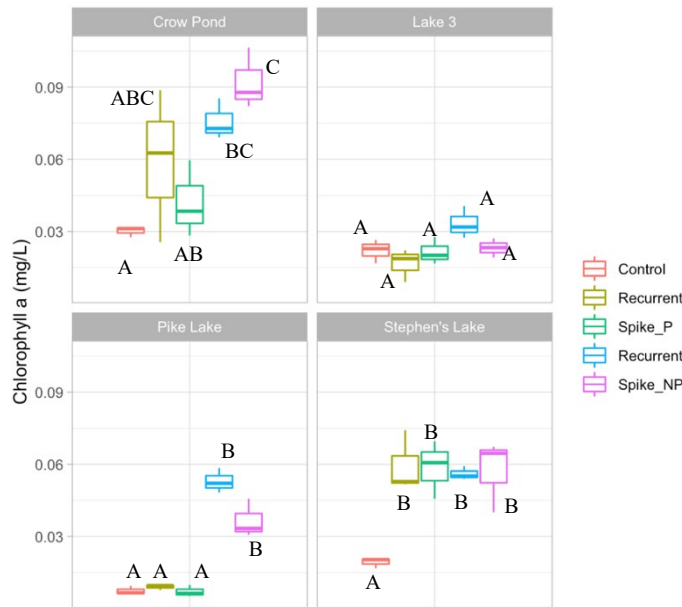 Crow Pond
Lake 3
0.09
0.06
0.03
ABC
C
BC
A
AB
A
A
A
A
A
Pike Lake
Stephen's Lake
0.09
0.06
0.03
B
B
A
A
A
B
B
B
B
A
Chlorophyll a (mg/L)
Control
Recurrent
Spike_P
Recurrent
Spike_NP